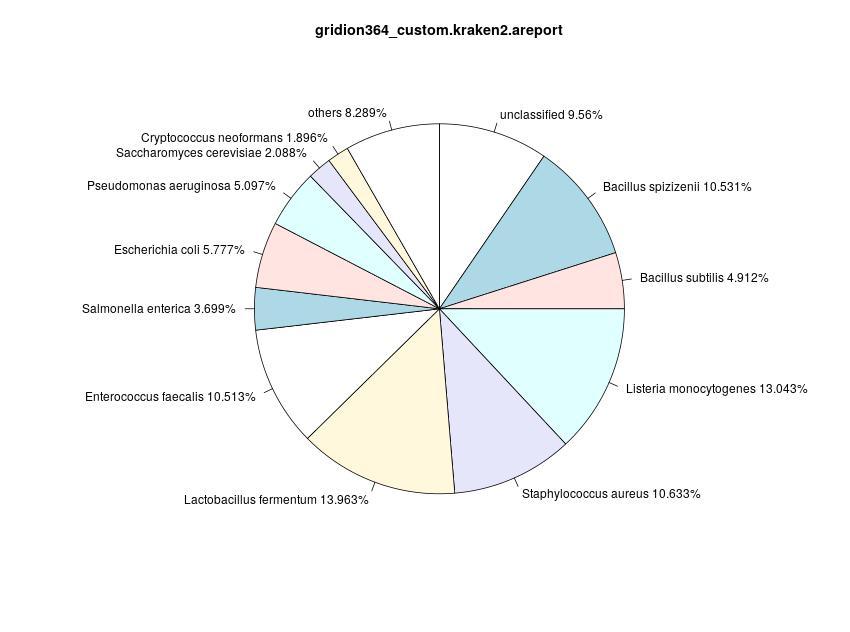 gridion364_custom.kraken2.areport
others 8.289%
unclassified 9.56%
Cryptococcus neoformans 1.896%
Saccharomyces cerevisiae 2.088%
Pseudomonas aeruginosa 5.097%
Bacillus spizizenii 10.531%
Escherichia coli 5.777%
Bacillus subtilis 4.912%
Salmonella enterica 3.699%
Listeria monocytogenes 13.043%
Enterococcus faecalis 10.513%
Staphylococcus aureus 10.633%
Lactobacillus fermentum 13.963%